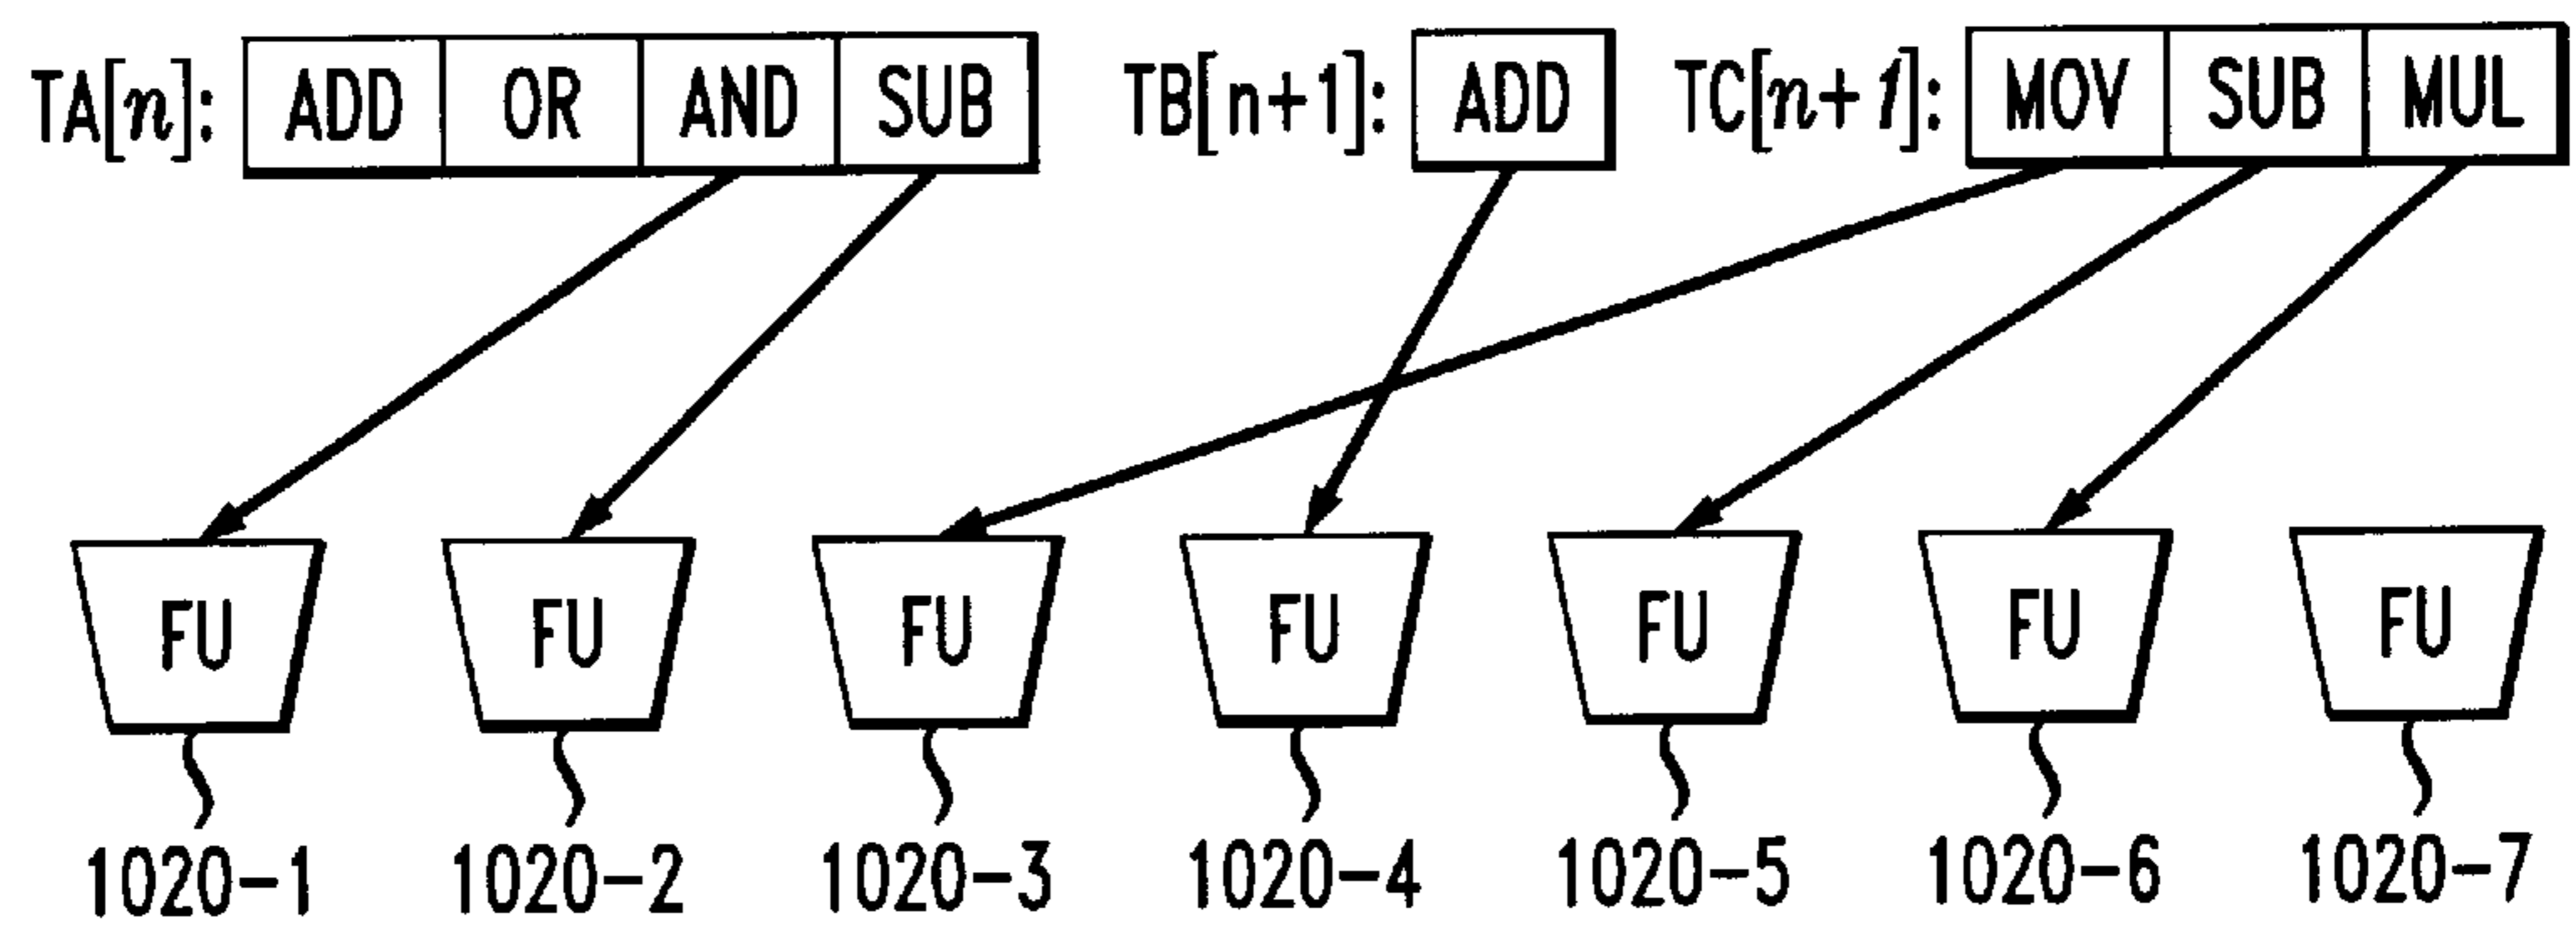 TA[n]: ADD OR AND SUB TB[n+1]: ADD TC[n+1]: MOV SUB MUL
FU FU FU FU FU FU FU
1020-1 1020-2 1020-3 1020-4 1020-5 1020-6 1020-7